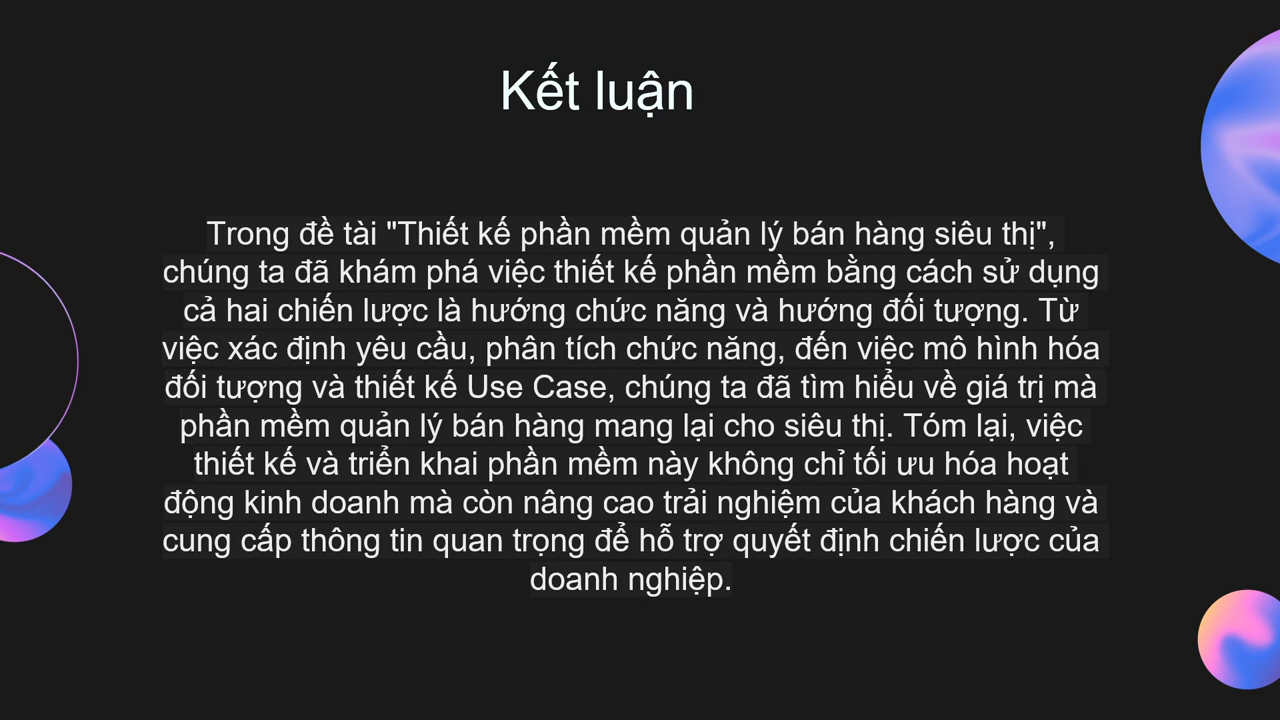 Kết luận
Trong đề tài "Thiết kế phần mềm quản lý bán hàng siêu thị",
chúng ta đã khám phá việc thiết kế phần mềm bằng cách sử dụng
cả hai chiến lược là hướng chức năng và hướng đối tượng. Từ
việc xác định yêu cầu, phân tích chức năng, đến việc mô hình hóa
đối tượng và thiết kế Use Case, chúng ta đã tìm hiểu về giá trị mà
phần mềm quản lý bán hàng mang lại cho siêu thị. Tóm lại, việc
thiết kế và triển khai phần mềm này không chỉ tối ưu hóa hoạt
động kinh doanh mà còn nâng cao trải nghiệm của khách hàng và
cung cấp thông tin quan trọng để hỗ trợ quyết định chiến lược của
doanh nghiệp.